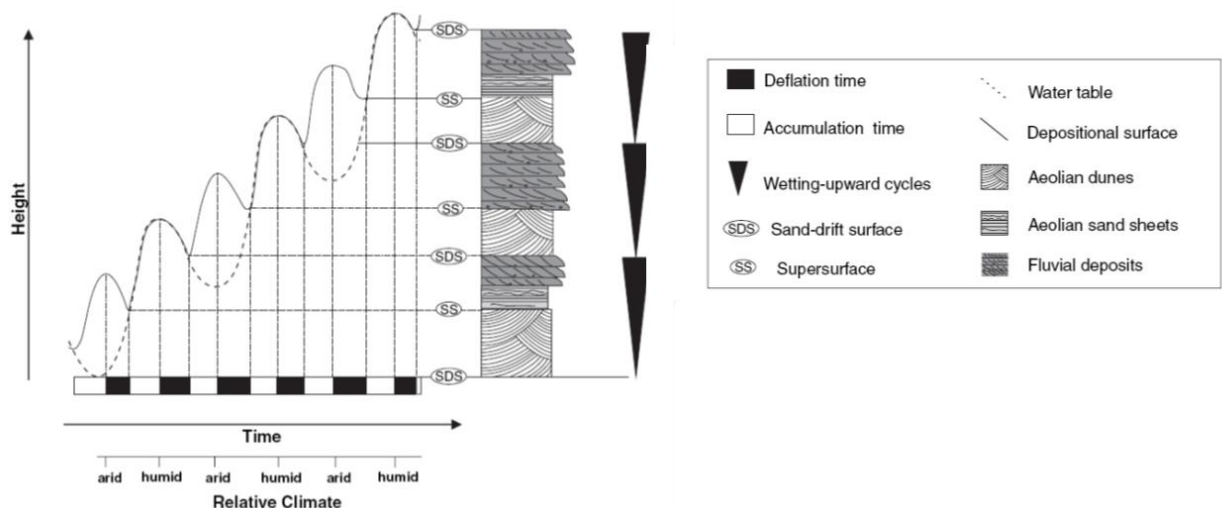 SDS
SS
SDS
SS
SDS
SS
SDS
Height
Time
arid humid arid humid arid humid
Relative Climate
Deflation time
Accumulation time
Wetting-upward cycles
SDS Sand-drift surface
SS Supersurface
Water table
Depositional surface
Aeolian dunes
Aeolian sand sheets
Fluvial deposits